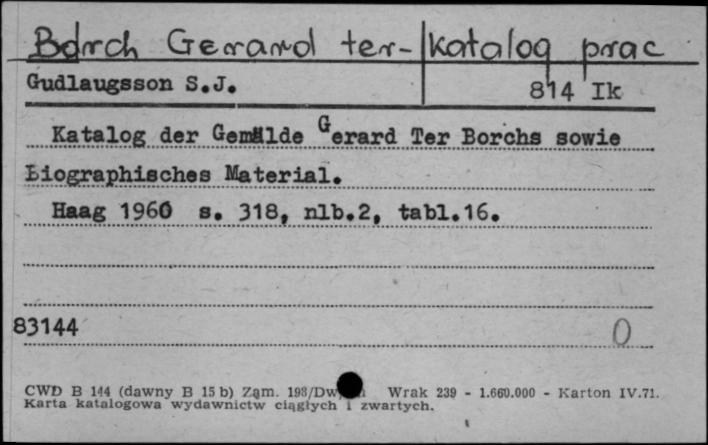 Borch Gerard ter- katalog prac
Gudlaugsson S.J. 814 Ik
Katalog der Gemälde Gerard Ter Borchs sowie
Biographisches Material.
Haag 1960 s. 318, nlb.2, tabl.16.
83144 0
CWD B 144 (dawny B 15 b) Zam. 198/Dw Wrak 239 - 1.660.000 - Karton IV.71.
Karta katalogowa wydawnictw ciągłych i zwartych.